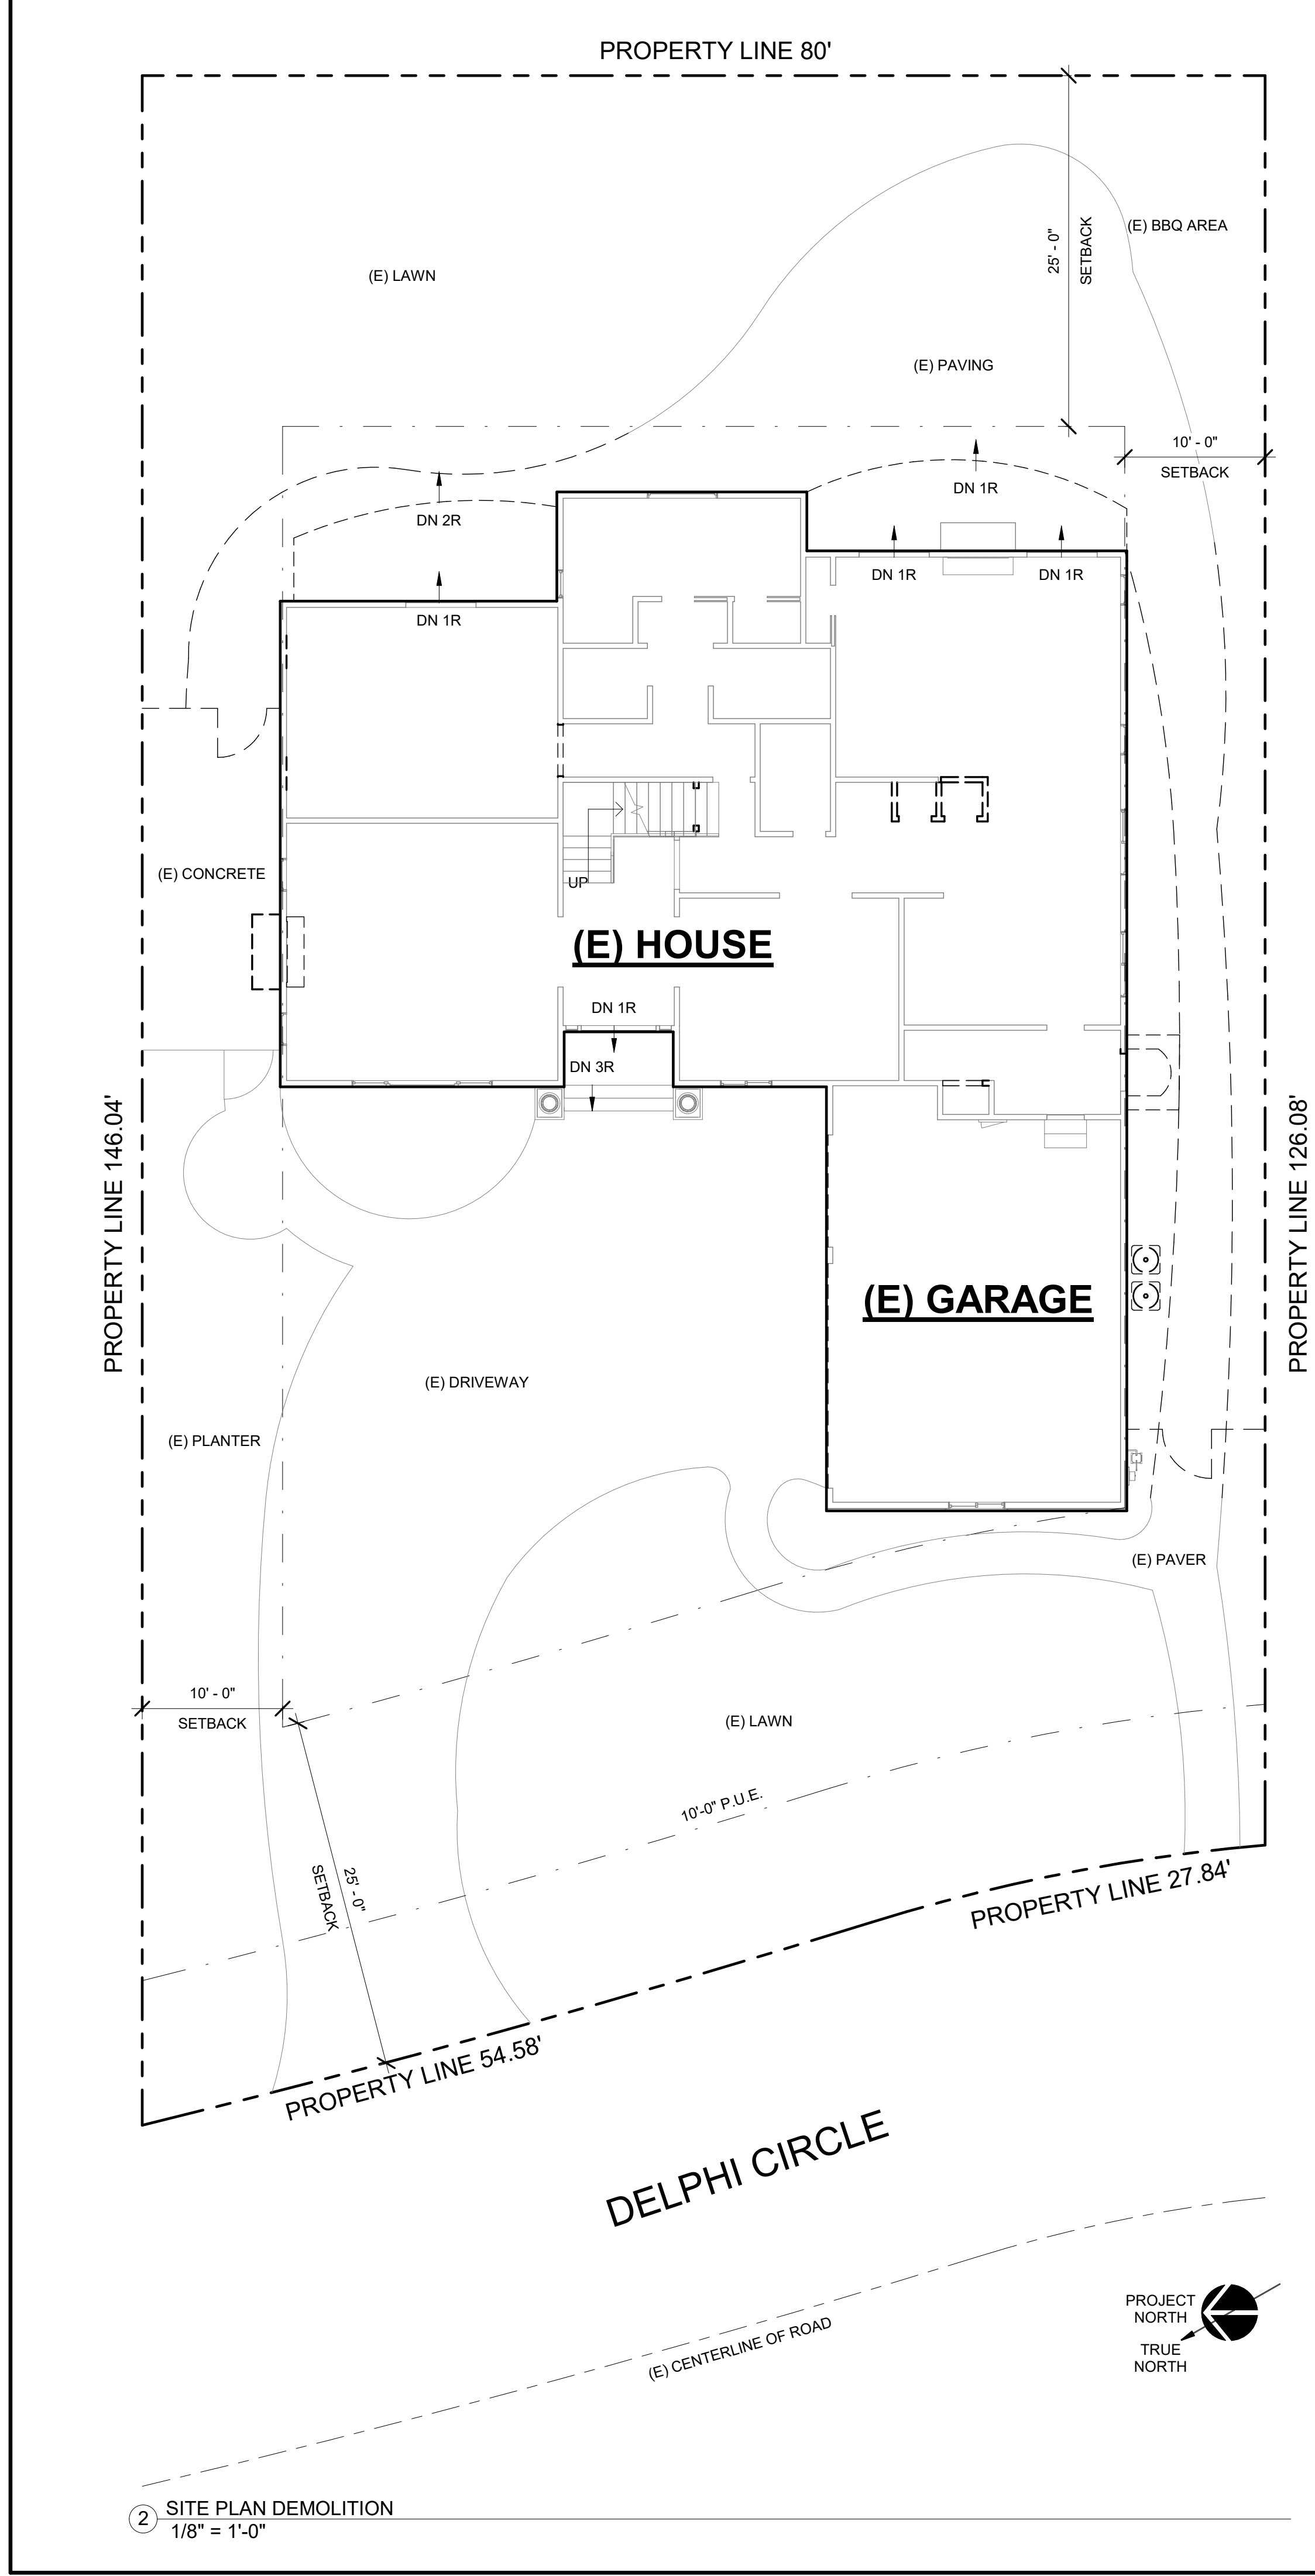 PROPERTY LINE 80'
(E) BBQ AREA
25' - 0"
SETBACK
(E) LAWN
(E) PAVING
10' - 0"
SETBACK
DN 1R
DN 2R
DN 1R
DN 1R
DN 1R
(E) CONCRETE
UP
(E) HOUSE
DN 1R
DN 3R
PROPERTY LINE 146.04'
PROPERTY LINE 126.08'
(E) GARAGE
(E) DRIVEWAY
(E) PLANTER
(E) PAVER
10' - 0"
SETBACK
(E) LAWN
10'-0" P.U.E.
25' - 0"
SETBACK
PROPERTY LINE 27.84'
PROPERTY LINE 54.58'
DELPHI CIRCLE
(E) CENTERLINE OF ROAD
PROJECT
NORTH
TRUE
NORTH
2
SITE PLAN DEMOLITION
1/8" = 1'-0"